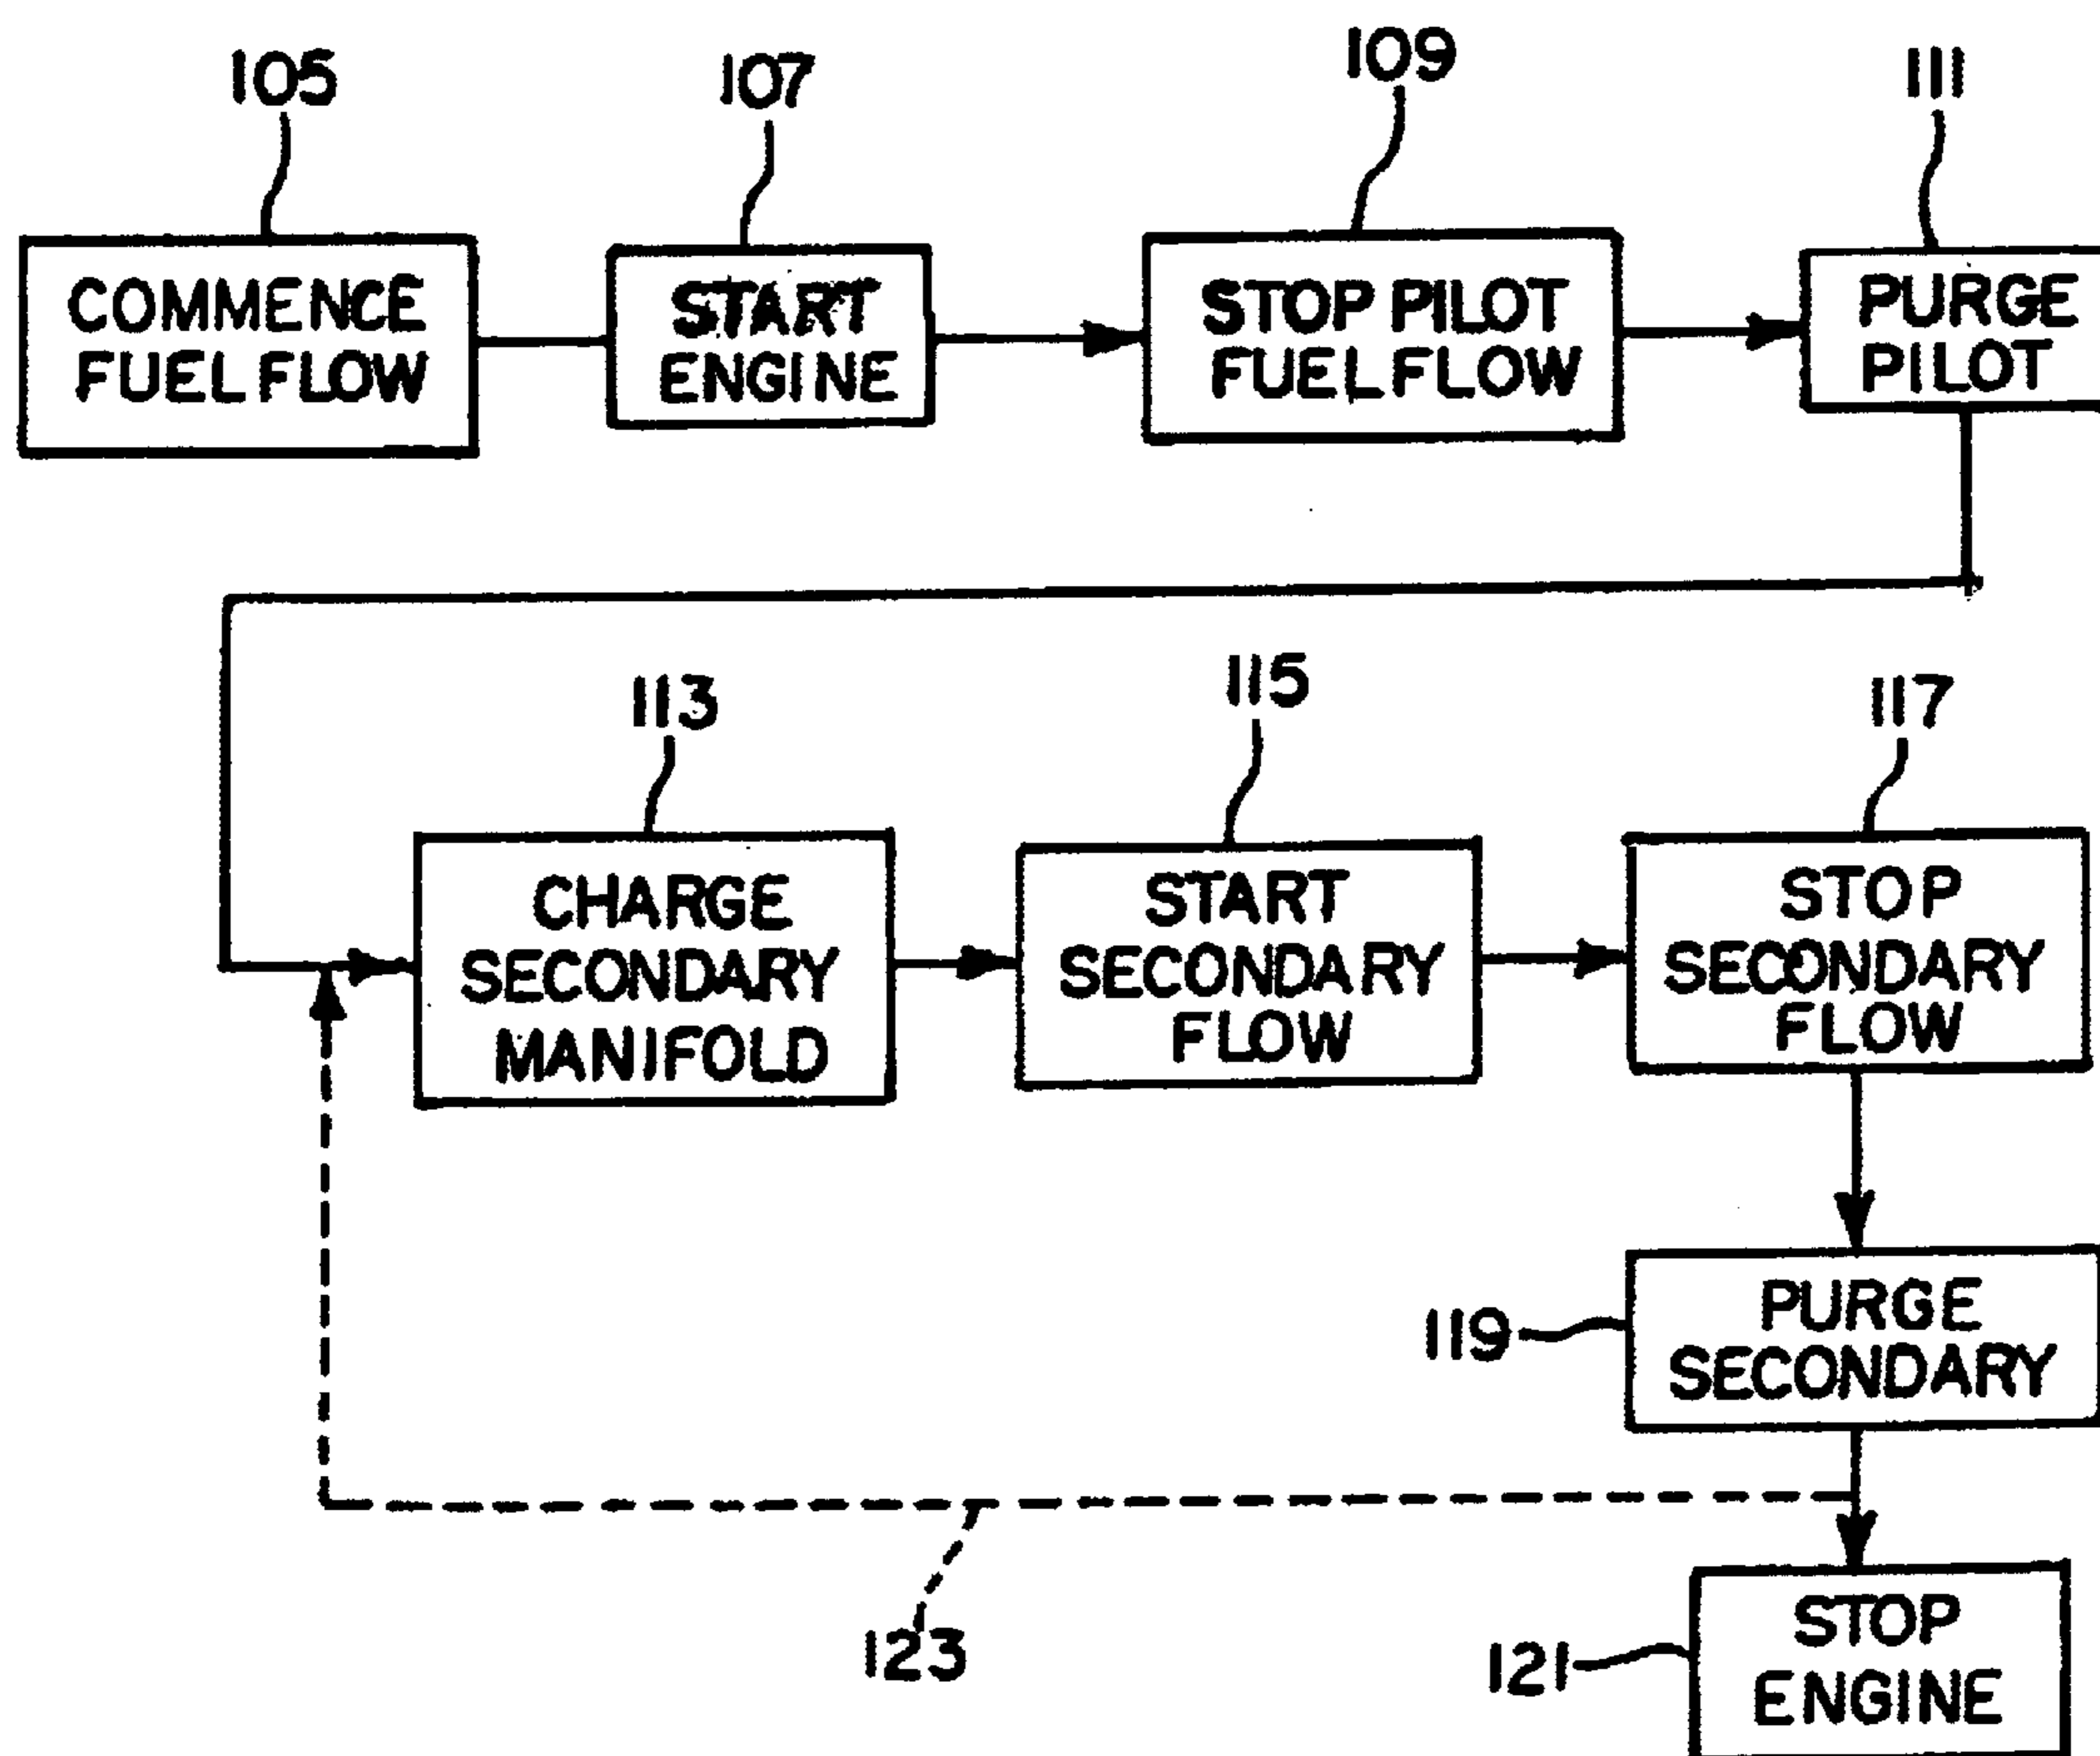 105
107
109
111
COMMENCE
FUEL FLOW
START
ENGINE
STOP PILOT
FUEL FLOW
PURGE
PILOT
113
115
117
CHARGE
SECONDARY
MANIFOLD
START
SECONDARY
FLOW
STOP
SECONDARY
FLOW
119
PURGE
SECONDARY
123
121
STOP
ENGINE